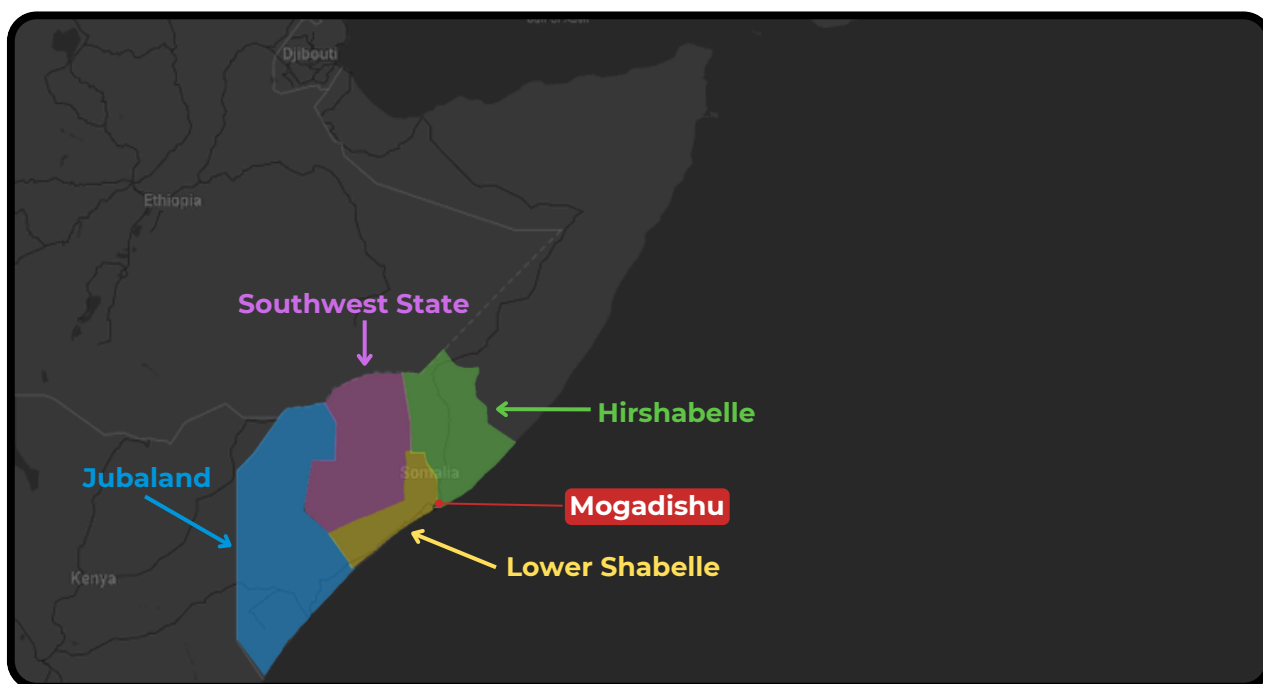 Djibouti
Ethiopia
Southwest State
Hirshabelle
Somalia
Jubaland
Mogadishu
Lower Shabelle
Kenya